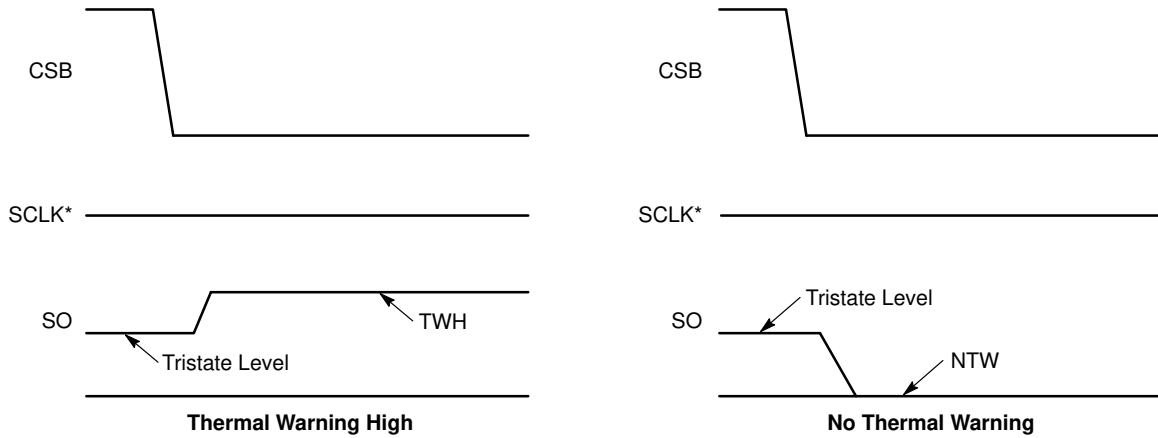 CSB
SCLK*
SO
TWH
Tristate Level
Thermal Warning High
CSB
SCLK*
SO
Tristate Level
NTW
No Thermal Warning